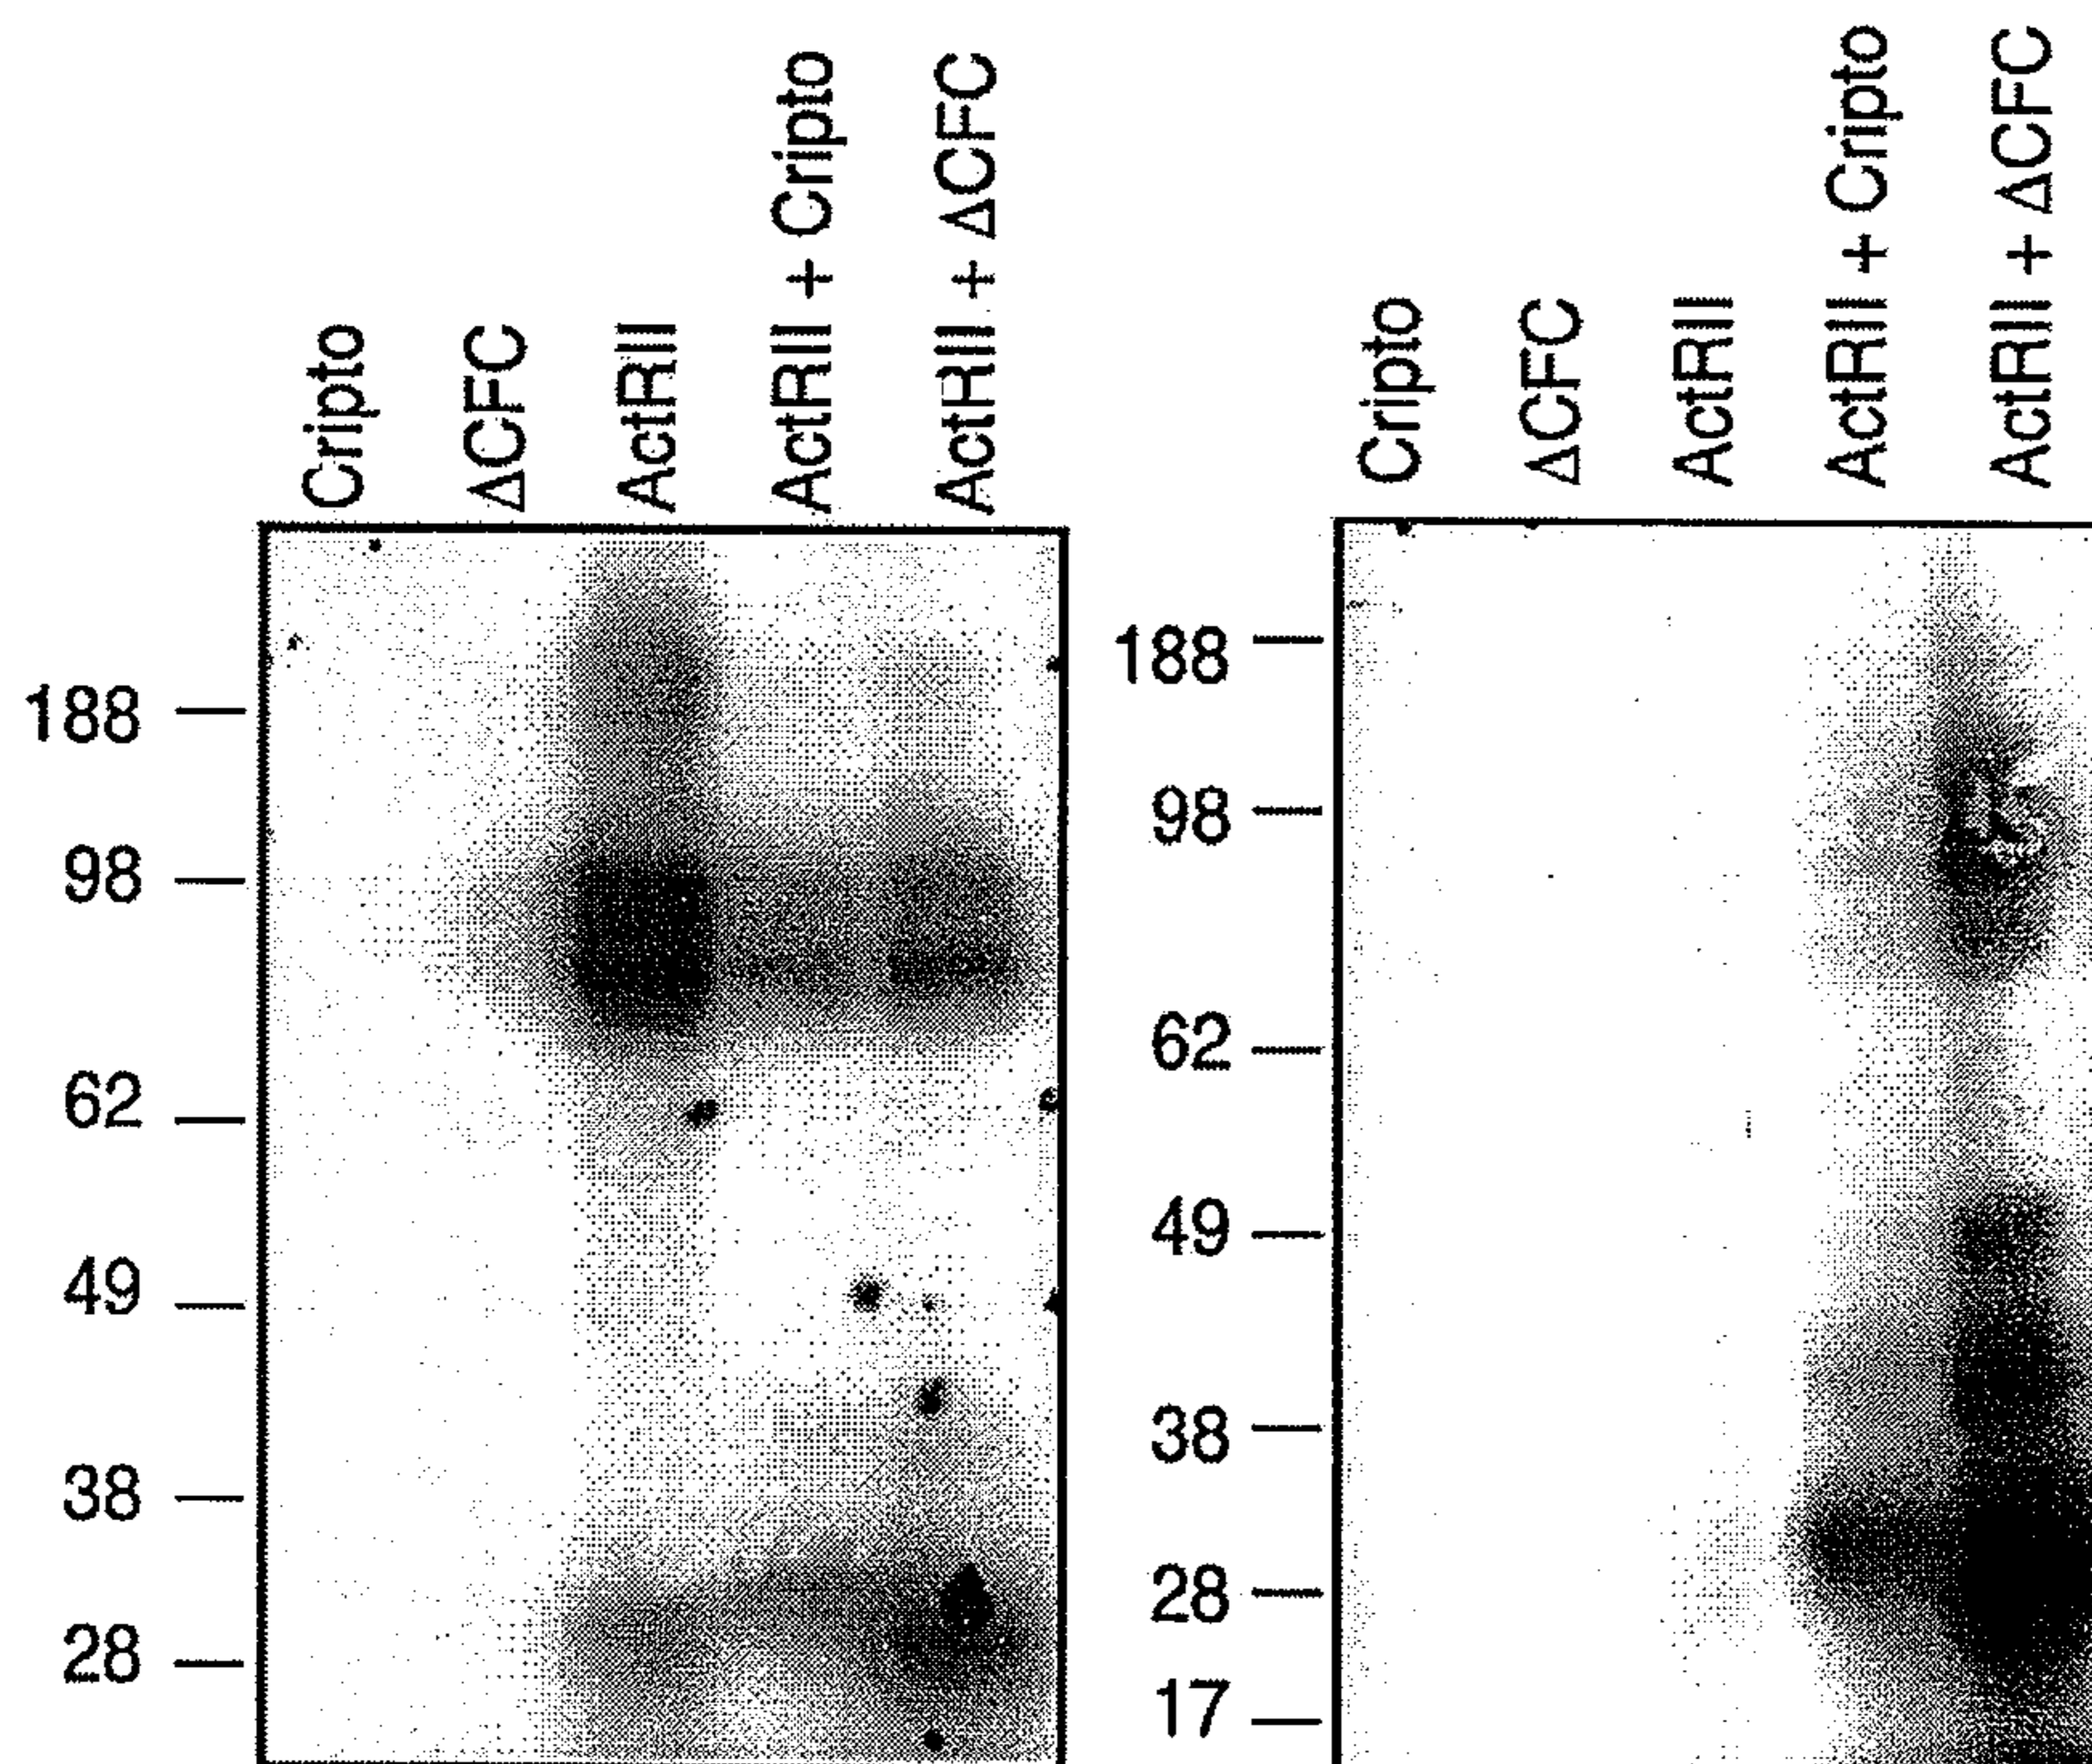 Cripto
ΔCFC
ActRII
ActRII + Cripto
ActRII + ΔCFC
188
98
62
49
38
28
Cripto
ΔCFC
ActRII
ActRII + Cripto
ActRII + ΔCFC
188
98
62
49
38
28
17